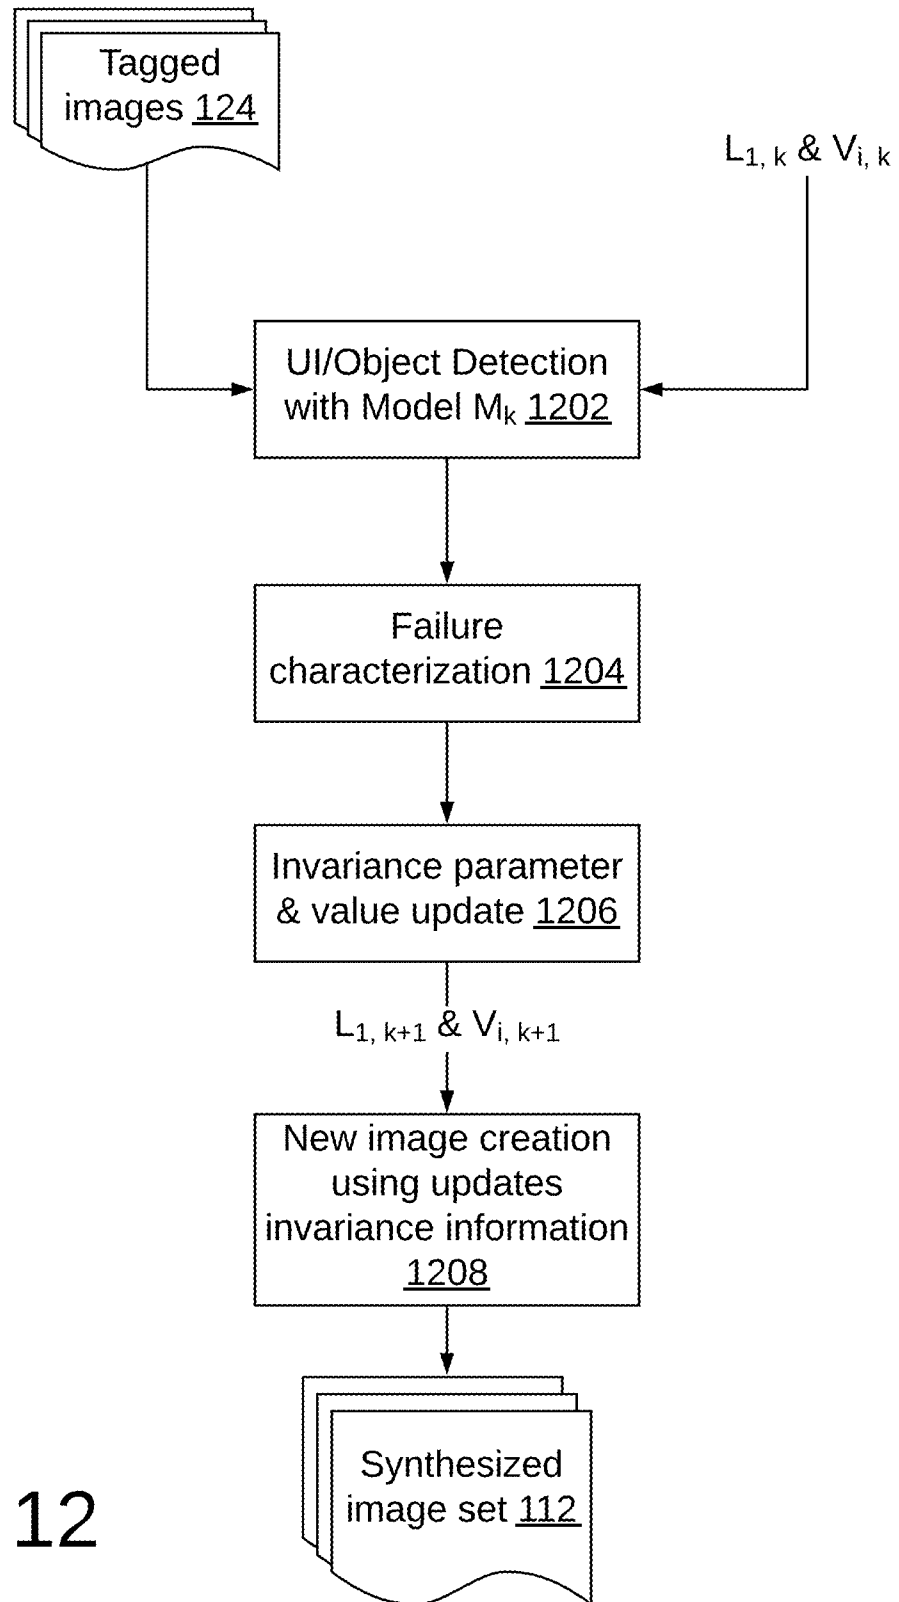 Tagged
images 124
L1, k & Vi, k
UI/Object Detection
with Model Mk 1202
Failure
characterization 1204
Invariance parameter
& value update 1206
L1, k+1 & Vi, k+1
New image creation
using updates
invariance information
1208
Synthesized
image set 112
12